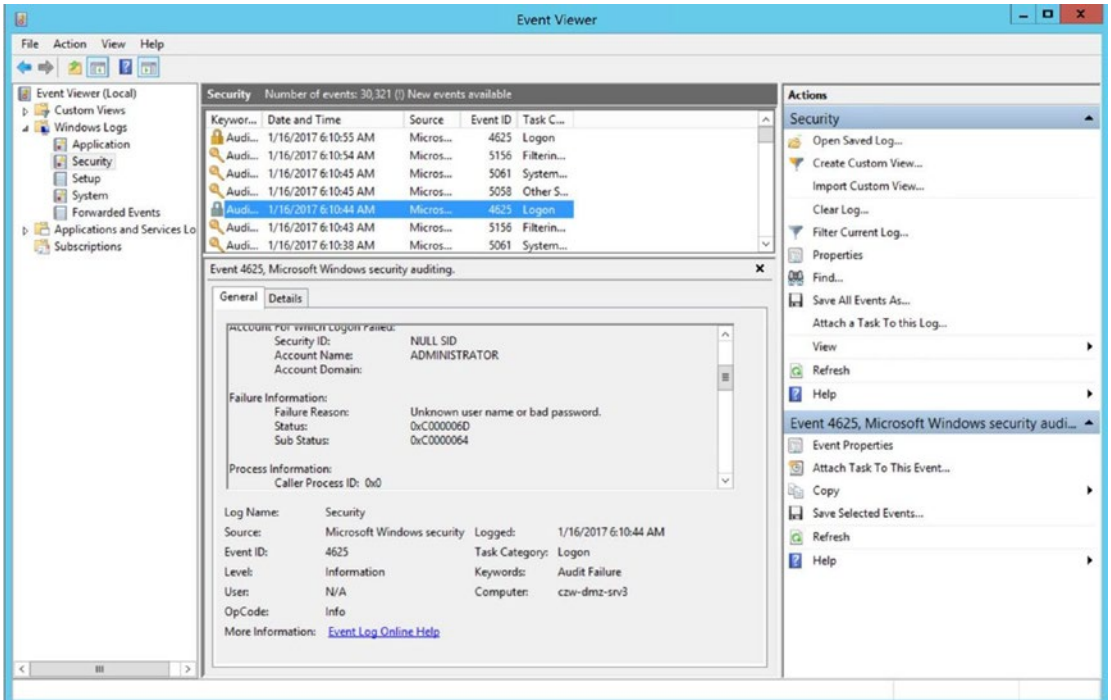 Event Viewer
File Action View Help
Event Viewer (Local)
Custom Views
Windows Logs
Application
Security
Setup
System
Forwarded Events
Applications and Services Lo
Subscriptions
Security Number of events: 30,321 (!) New events available
Keywor... Date and Time Source Event ID Task C...
Audi... 1/16/2017 6:10:55 AM Micros... 4625 Logon
Audi... 1/16/2017 6:10:54 AM Micros... 5156 Filterin...
Audi... 1/16/2017 6:10:45 AM Micros... 5061 System...
Audi... 1/16/2017 6:10:45 AM Micros... 5058 Other S...
Audi... 1/16/2017 6:10:44 AM Micros... 4625 Logon
Audi... 1/16/2017 6:10:43 AM Micros... 5156 Filterin...
Audi... 1/16/2017 6:10:38 AM Micros... 5061 System...
Event 4625, Microsoft Windows security auditing.
General Details
Account For Which Logon Failed:
Security ID: NULL SID
Account Name: ADMINISTRATOR
Account Domain:
Failure Information:
Failure Reason: Unknown user name or bad password.
Status: 0xC000006D
Sub Status: 0xC0000064
Process Information:
Caller Process ID: 0x0
Log Name: Security
Source: Microsoft Windows security Logged: 1/16/2017 6:10:44 AM
Event ID: 4625 Task Category: Logon
Level: Information Keywords: Audit Failure
User: N/A Computer: czw-dmz-srv3
OpCode: Info
More Information: Event Log Online Help
Actions
Security
Open Saved Log...
Create Custom View...
Import Custom View...
Clear Log...
Filter Current Log...
Properties
Find...
Save All Events As...
Attach a Task To this Log...
View
Refresh
Help
Event 4625, Microsoft Windows security audi...
Event Properties
Attach Task To This Event...
Copy
Save Selected Events...
Refresh
Help